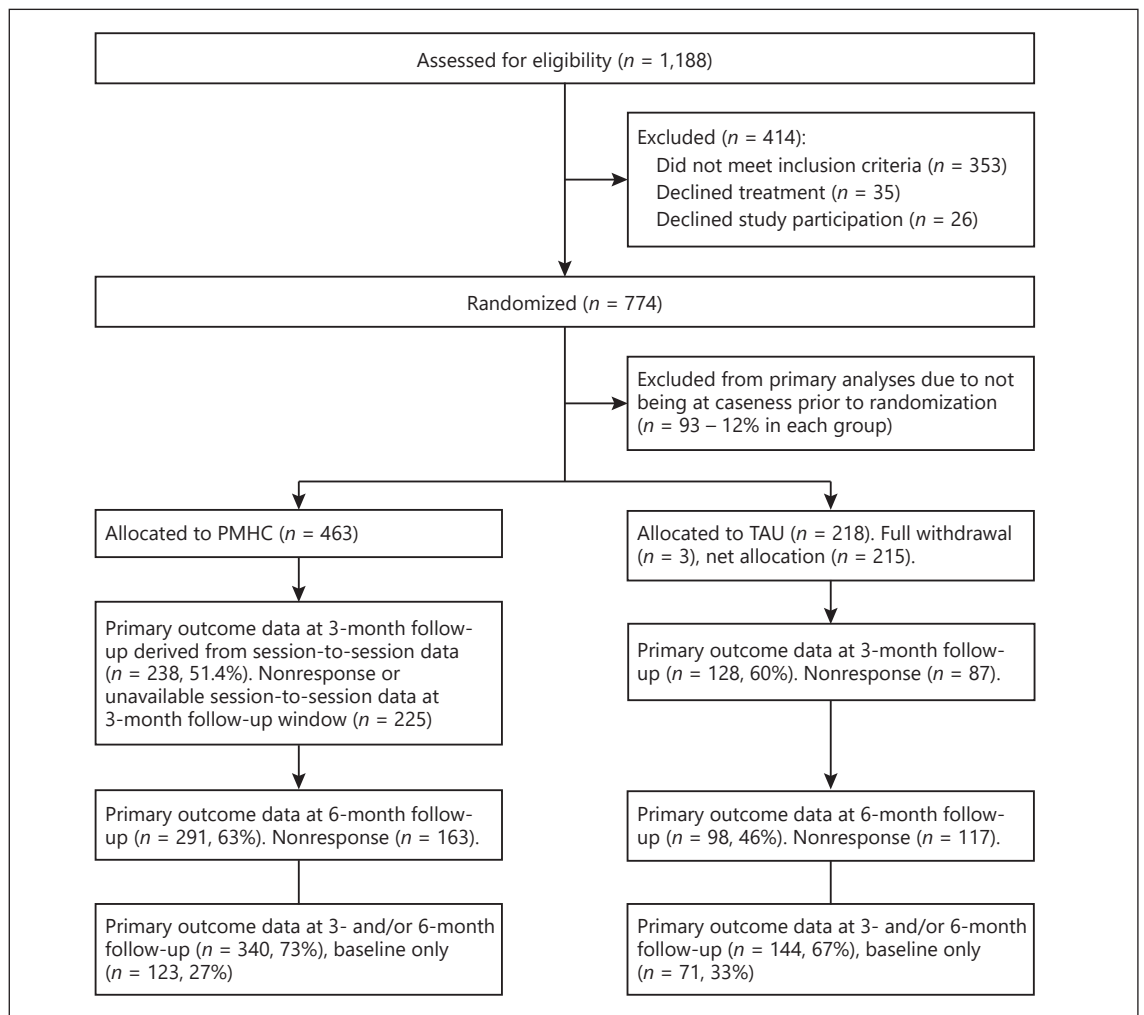 Assessed for eligibility (n = 1,188)
Excluded (n = 414):
Did not meet inclusion criteria (n = 353)
Declined treatment (n = 35)
Declined study participation (n = 26)
Randomized (n = 774)
Excluded from primary analyses due to not
being at caseness prior to randomization
(n = 93 – 12% in each group)
Allocated to PMHC (n = 463)
Allocated to TAU (n = 218). Full withdrawal
(n = 3), net allocation (n = 215).
Primary outcome data at 3-month follow-
up derived from session-to-session data
(n = 238, 51.4%). Nonresponse or
unavailable session-to-session data at
3-month follow-up window (n = 225)
Primary outcome data at 3-month follow-
up (n = 128, 60%). Nonresponse (n = 87).
Primary outcome data at 6-month follow-
up (n = 291, 63%). Nonresponse (n = 163).
Primary outcome data at 6-month follow-
up (n = 98, 46%). Nonresponse (n = 117).
Primary outcome data at 3- and/or 6-month
follow-up (n = 340, 73%), baseline only
(n = 123, 27%)
Primary outcome data at 3- and/or 6-month
follow-up (n = 144, 67%), baseline only
(n = 71, 33%)